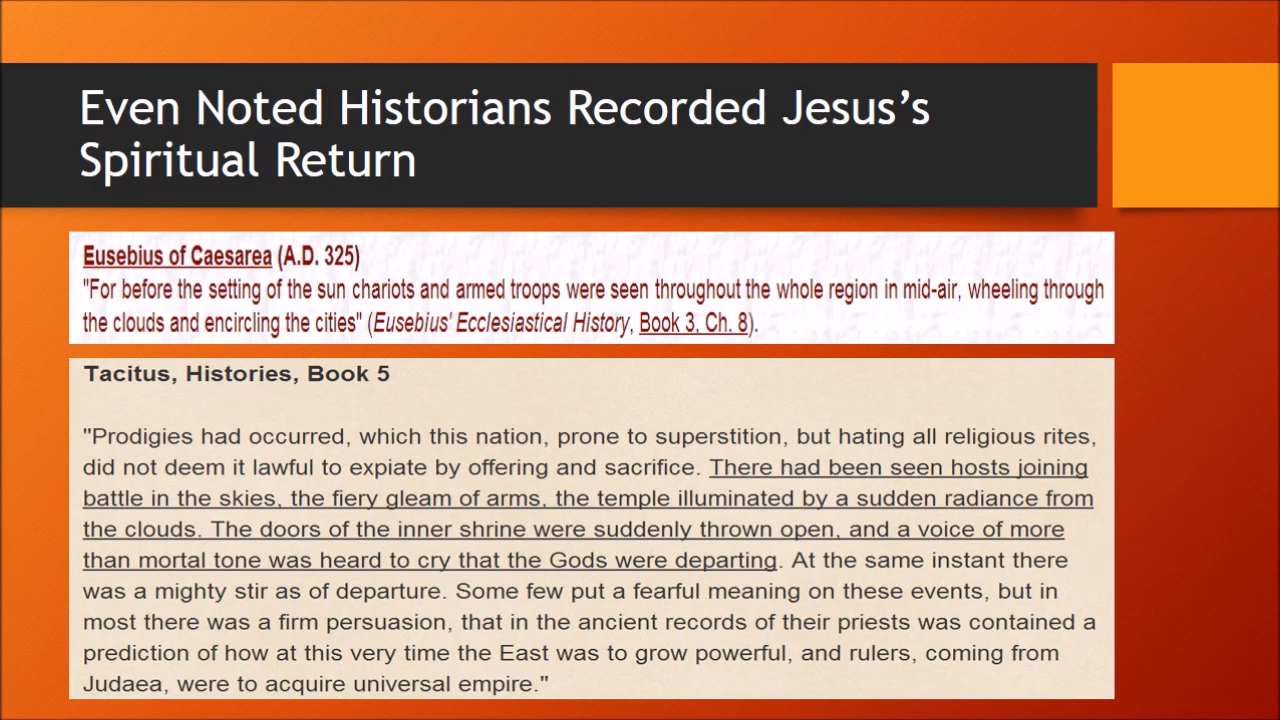 Even Noted Historians Recorded Jesus’s
Spiritual Return
Eusebius of Caesarea (A.D. 325)
"For before the setting of the sun chariots and armed troops were seen throughout the whole region in mid-air, wheeling through
the clouds and encircling the cities" (Eusebius' Ecclesiastical History, Book 3, Ch. 8).
Tacitus, Histories, Book 5
"Prodigies had occurred, which this nation, prone to superstition, but hating all religious rites,
did not deem it lawful to expiate by offering and sacrifice. There had been seen hosts joining
battle in the skies, the fiery gleam of arms, the temple illuminated by a sudden radiance from
the clouds. The doors of the inner shrine were suddenly thrown open, and a voice of more
than mortal tone was heard to cry that the Gods were departing. At the same instant there
was a mighty stir as of departure. Some few put a fearful meaning on these events, but in
most there was a firm persuasion, that in the ancient records of their priests was contained a
prediction of how at this very time the East was to grow powerful, and rulers, coming from
Judaea, were to acquire universal empire."